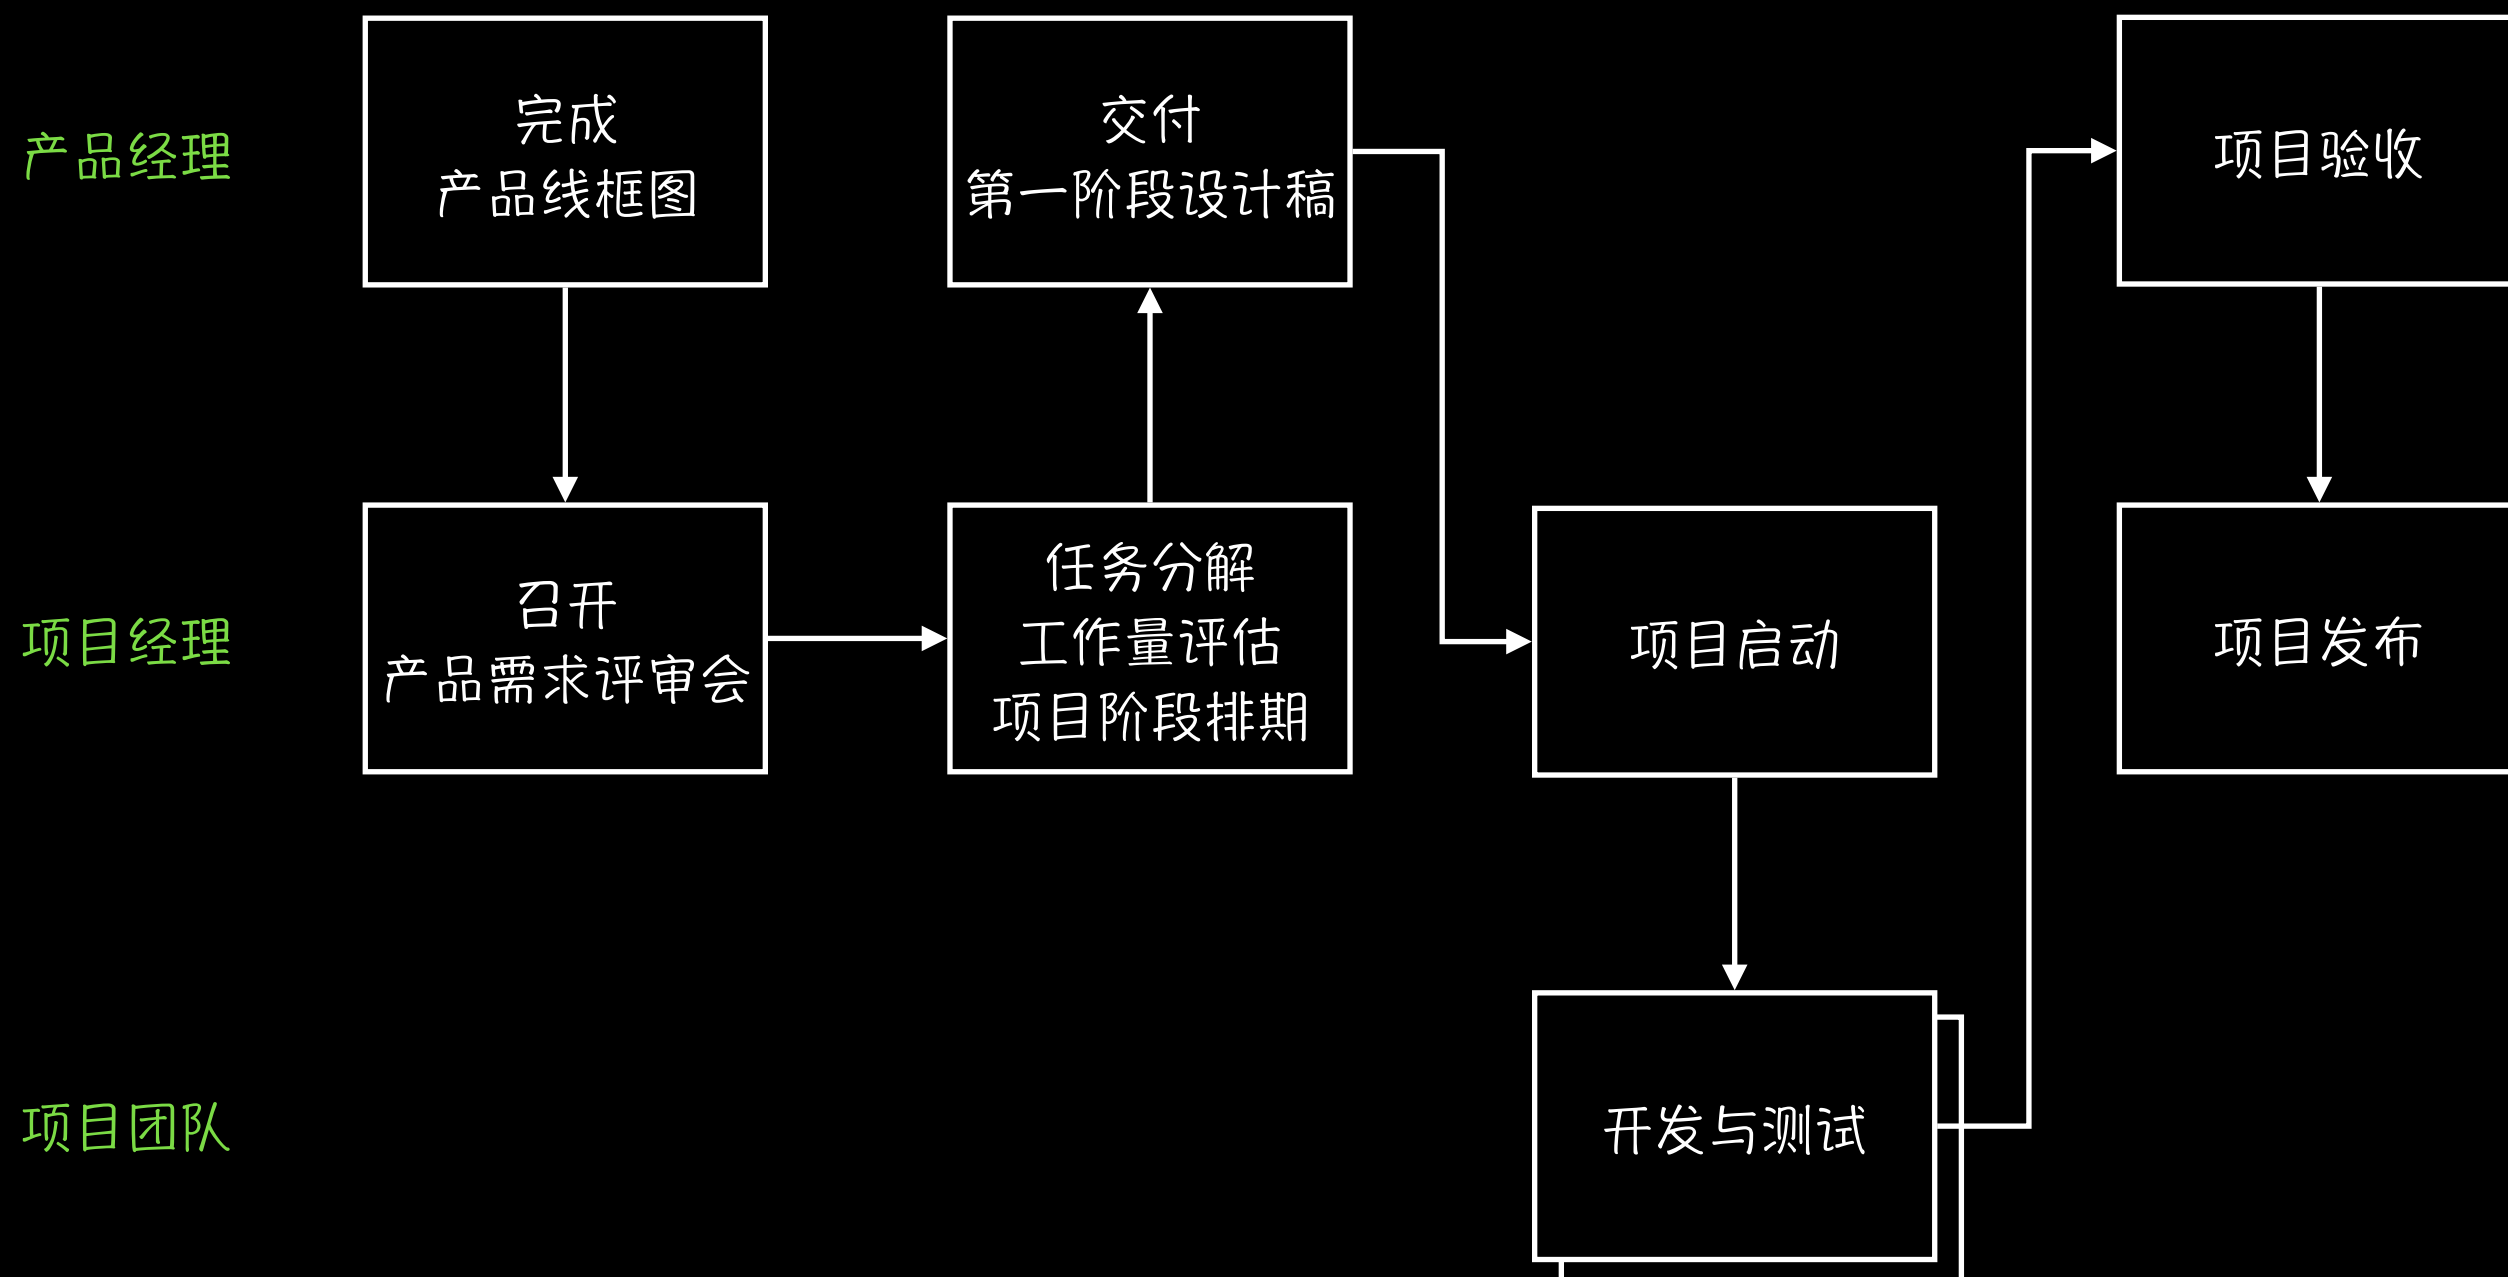 产品经理
完成
产品线框图
交付
第一阶段设计稿
项目验收
项目经理
召开
产品需求评审会
任务分解
工作量评估
项目阶段排期
项目启动
项目发布
项目团队
开发与测试